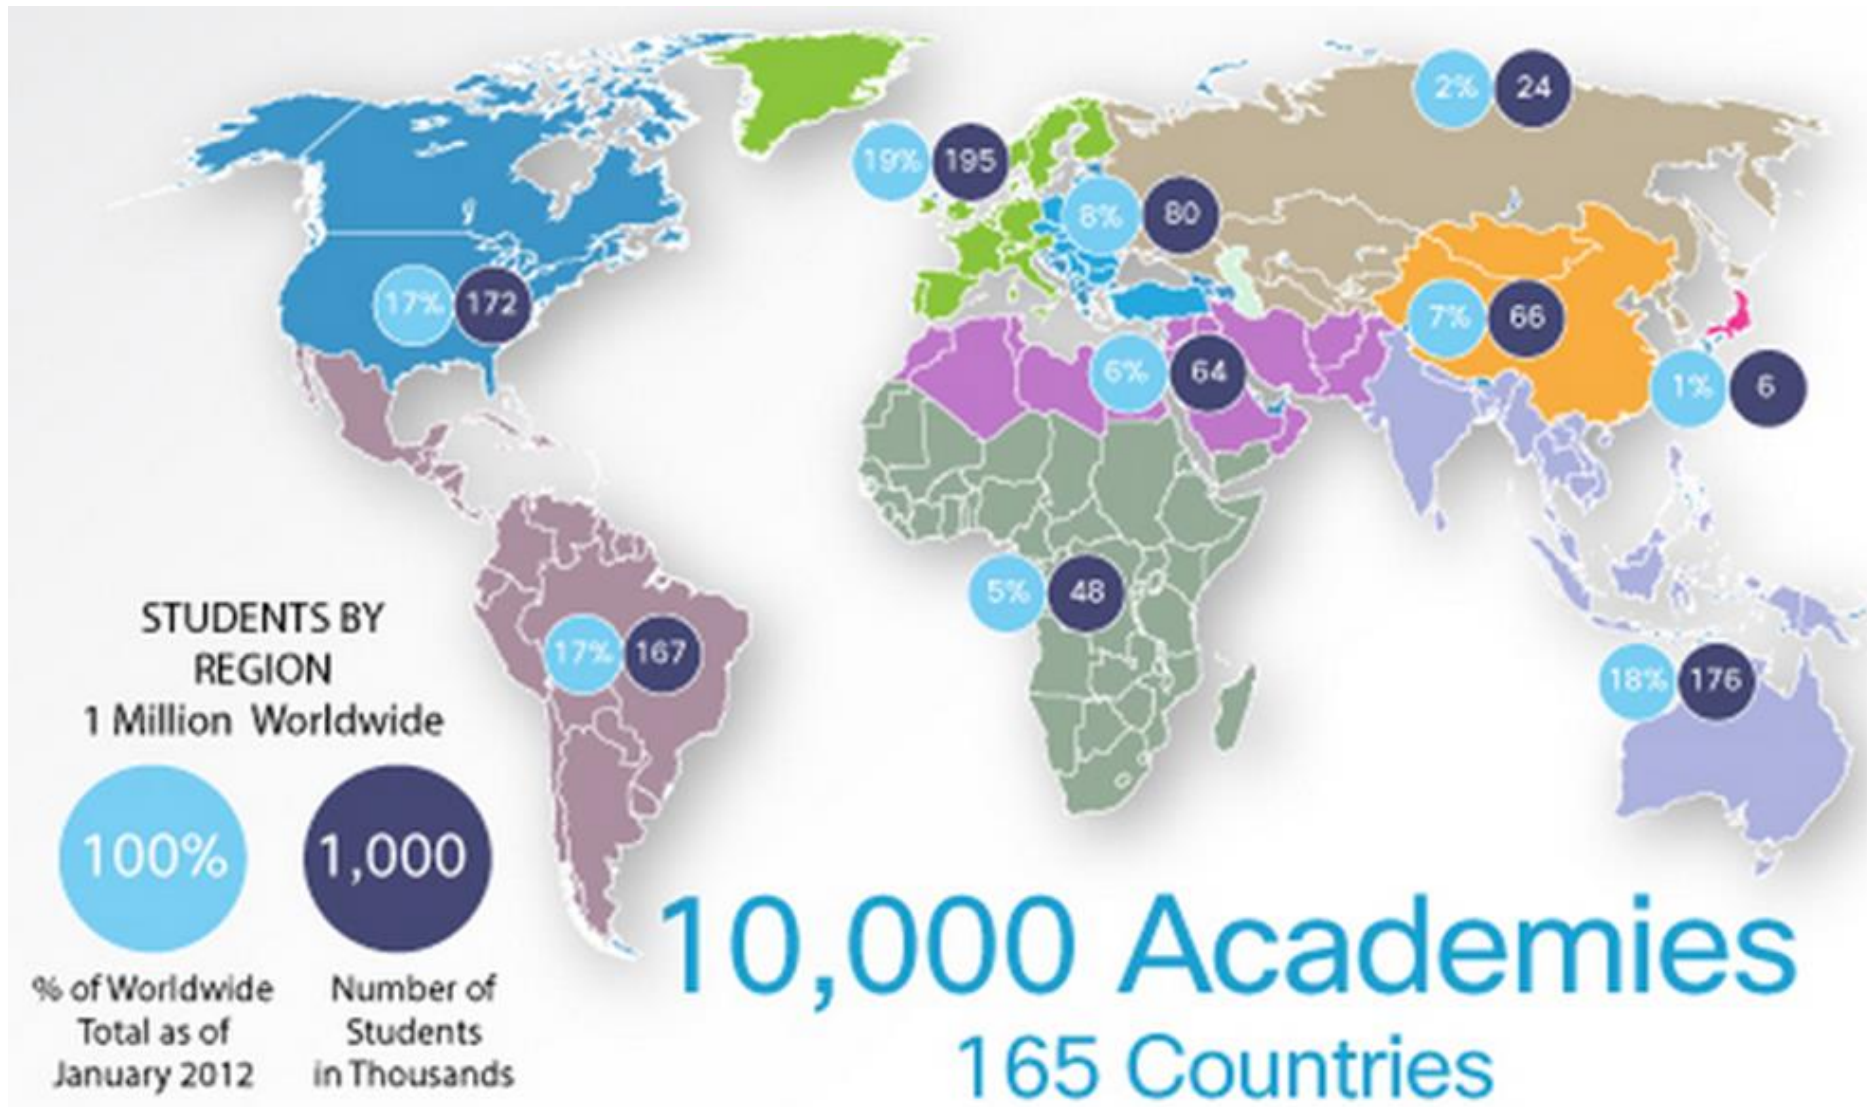 2% 24
19% 195
8% 80
17% 172
7% 66
6% 64
1% 6
5% 48
17% 167
18% 176
STUDENTS BY
REGION
1 Million Worldwide
100% 1,000
% of Worldwide
Total as of
January 2012
Number of
Students
in Thousands
10,000 Academies
165 Countries